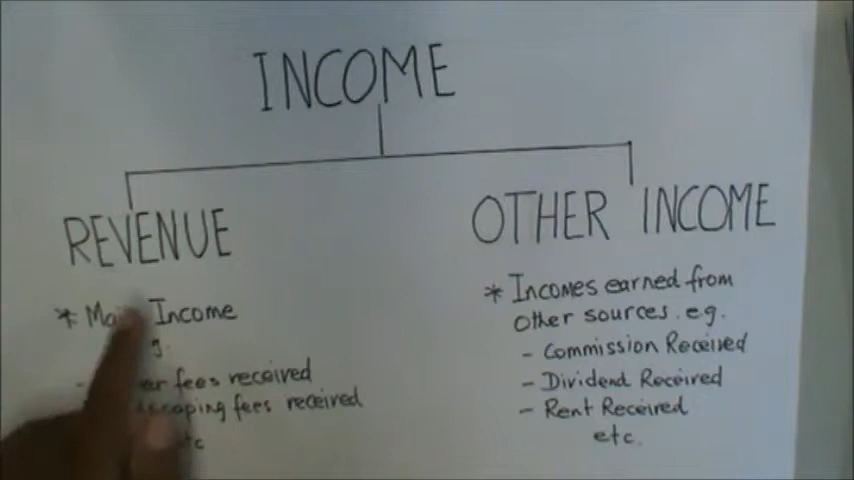 INCOME
REVENUE
* Income
fees received
fees received
OTHER INCOME
* Incomes earned from
other sources. e.g.
- Commission Received
- Dividend Received
- Rent Received
etc.